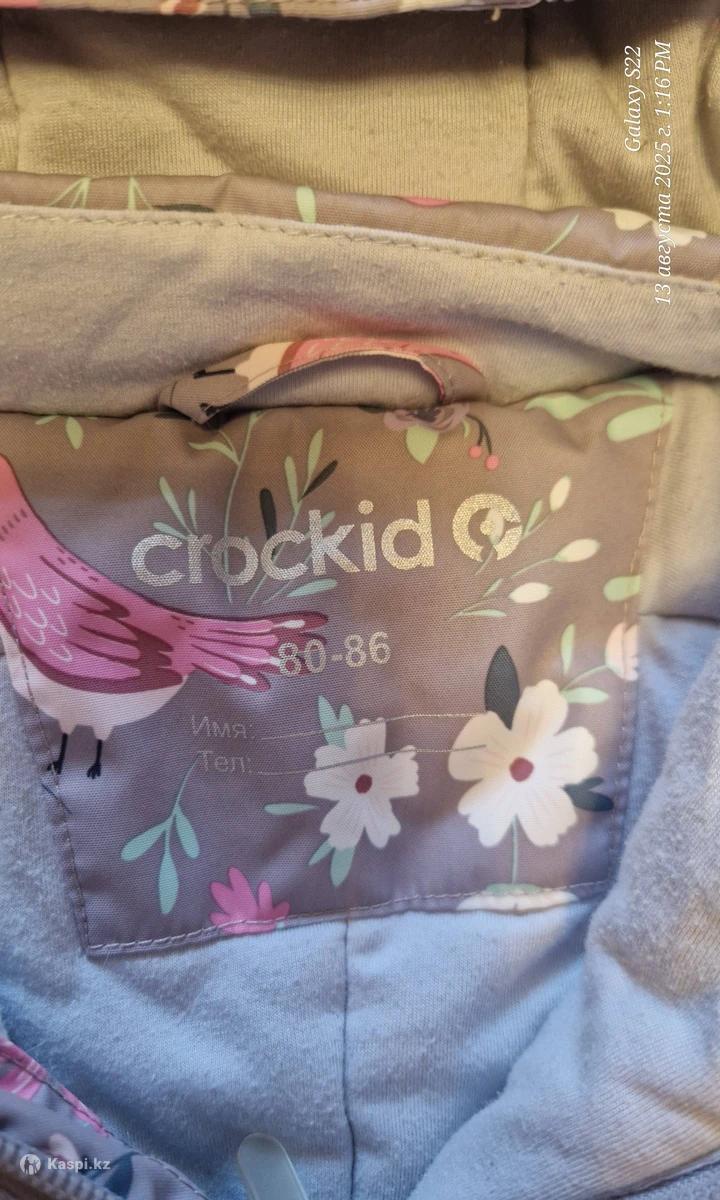 Galaxy S22
13 августа 2025 г. 1:16 PM
crockid
80-86
Имя:
Тел:
Kaspi.kz